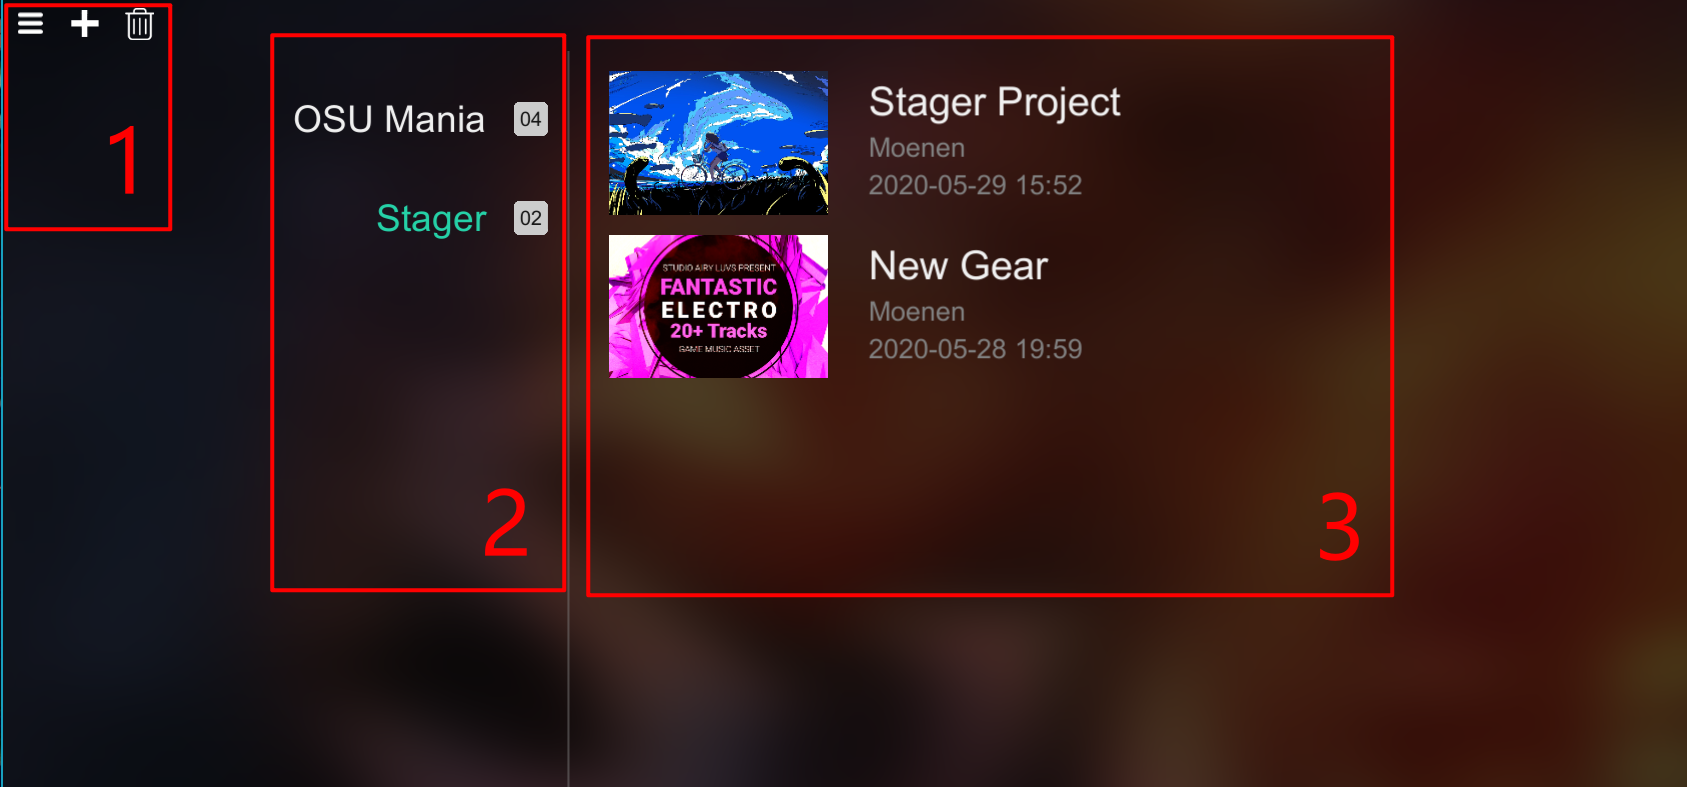 1
OSU Mania 04
Stager 02
2
Stager Project
Moenen
2020-05-29 15:52
STUDIO AIRY LUVS PRESENT
FANTASTIC
ELECTRO
20+ Tracks
GAME MUSIC ASSET
New Gear
Moenen
2020-05-28 19:59
3